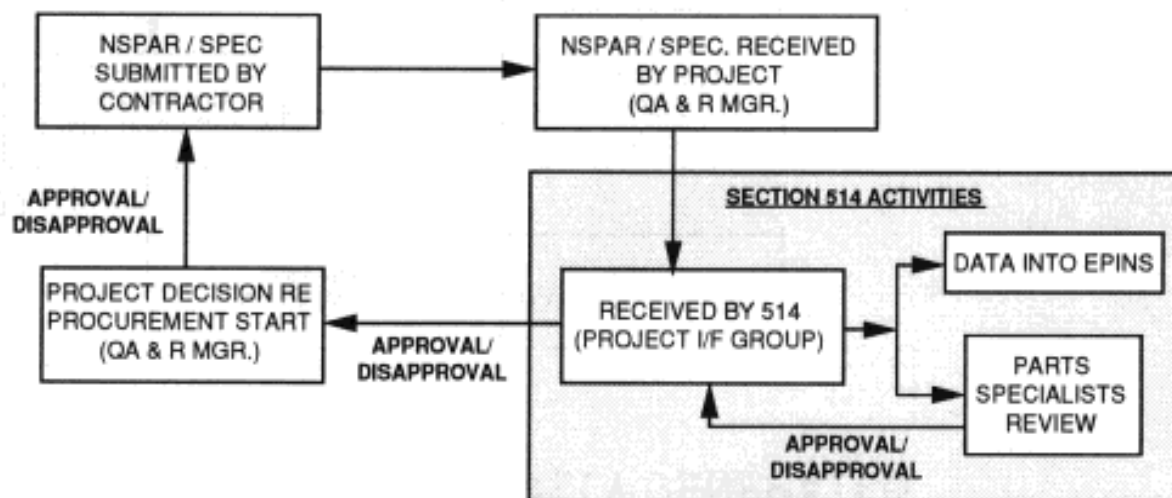 NSPAR / SPEC
SUBMITTED BY
CONTRACTOR
NSPAR / SPEC. RECEIVED
BY PROJECT
(QA & R MGR.)
APPROVAL/
DISAPPROVAL
SECTION 514 ACTIVITIES
PROJECT DECISION RE
PROCUREMENT START
(QA & R MGR.)
APPROVAL/
DISAPPROVAL
RECEIVED BY 514
(PROJECT I/F GROUP)
DATA INTO EPINS
PARTS
SPECIALISTS
REVIEW
APPROVAL/
DISAPPROVAL